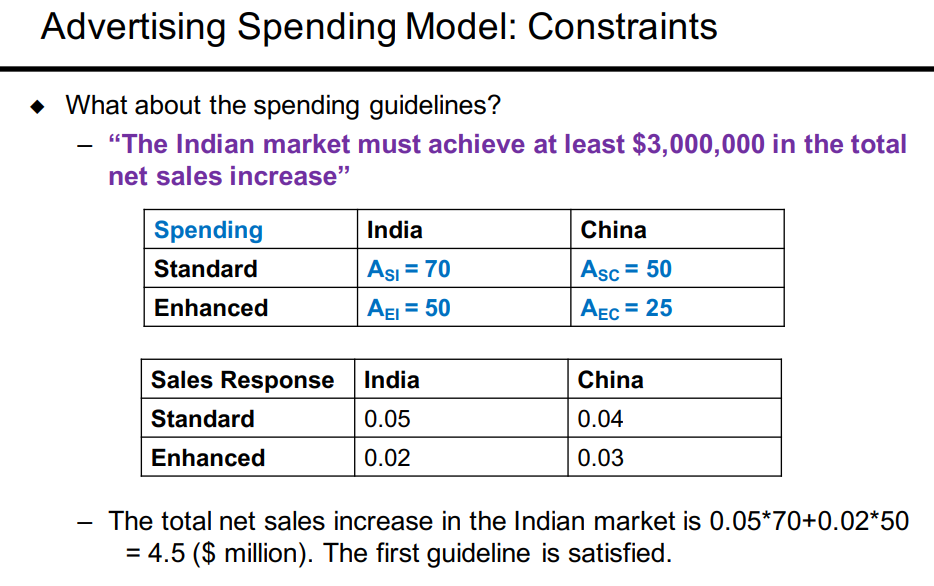 Advertising Spending Model: Constraints
◆ What about the spending guidelines?
– “The Indian market must achieve at least $3,000,000 in the total
net sales increase”
Spending India China
Standard ASI = 70 ASC = 50
Enhanced AEI = 50 AEC = 25
Sales Response India China
Standard 0.05 0.04
Enhanced 0.02 0.03
– The total net sales increase in the Indian market is 0.05*70+0.02*50
= 4.5 ($ million). The first guideline is satisfied.